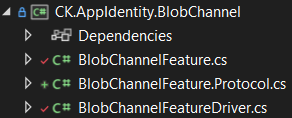 C# CK.AppIdentity.BlobChannel
Dependencies
C# BlobChannelFeature.cs
C# BlobChannelFeature.Protocol.cs
C# BlobChannelFeatureDriver.cs